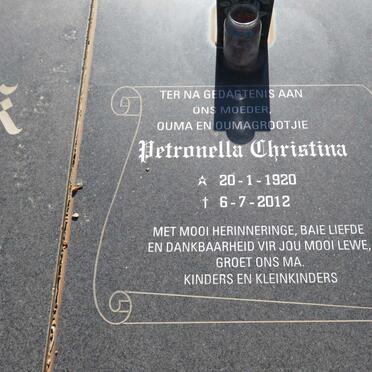 TER NA GEDAGTENIS AAN
ONS MOEDER,
OUMA EN OUMAGROOTJIE
Petronella Christina
☆ 20-1-1920
† 6-7-2012
MET MOOI HERINNERINGE, BAIE LIEFDE
EN DANKBAARHEID VIR JOU MOOI LEWE,
GROET ONS MA.
KINDERS EN KLEINKINDERS